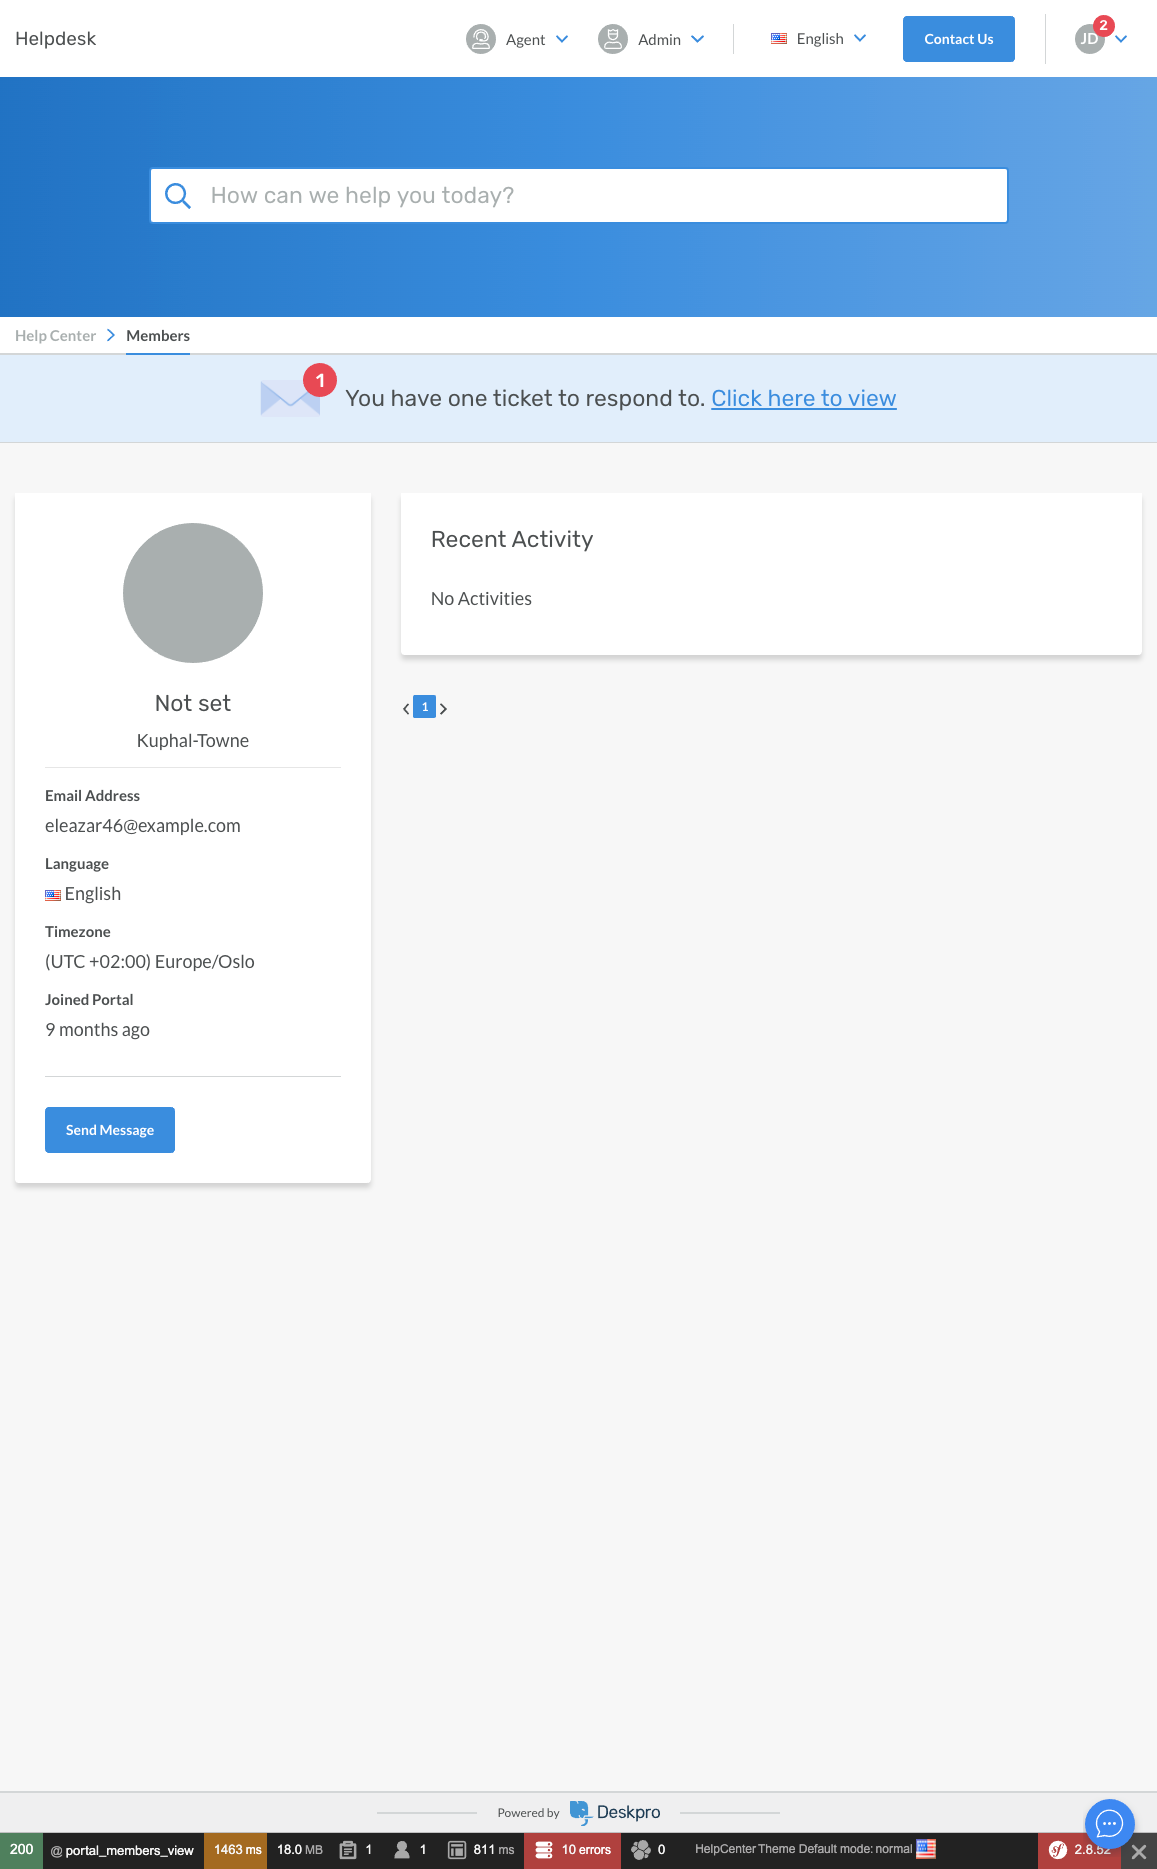 Helpdesk
Agent
Admin
English
Contact Us
JD
2
How can we help you today?
Help Center
Members
1
You have one ticket to respond to. Click here to view
Not set
Kuphal-Towne
Email Address
eleazar46@example.com
Language
English
Timezone
(UTC +02:00) Europe/Oslo
Joined Portal
9 months ago
Send Message
Recent Activity
No Activities
1
Powered by Deskpro
200 @ portal_members_view 1463 ms 18.0 MB 1 1 811 ms 10 errors 0 HelpCenter Theme Default mode: normal sf 2.8.52